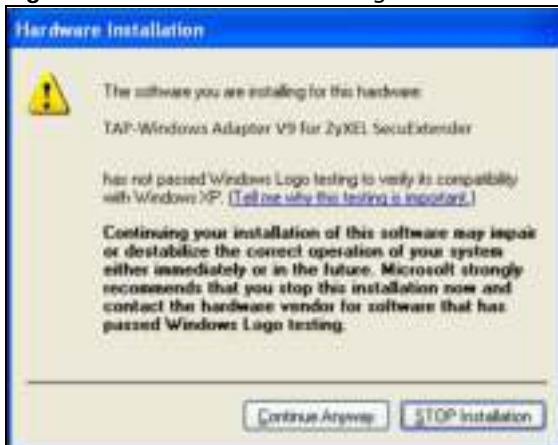 Hardware Installation
The software you are installing for this hardware:
TAP-Windows Adapter V9 for ZyXEL SecuExtender
has not passed Windows Logo testing to verify its compatibility
with Windows XP. (Tell me why this testing is important.)
Continuing your installation of this software may impair
or destabilize the correct operation of your system
either immediately or in the future. Microsoft strongly
recommends that you stop this installation now and
contact the hardware vendor for software that has
passed Windows Logo testing.
Continue Anyway
STOP Installation